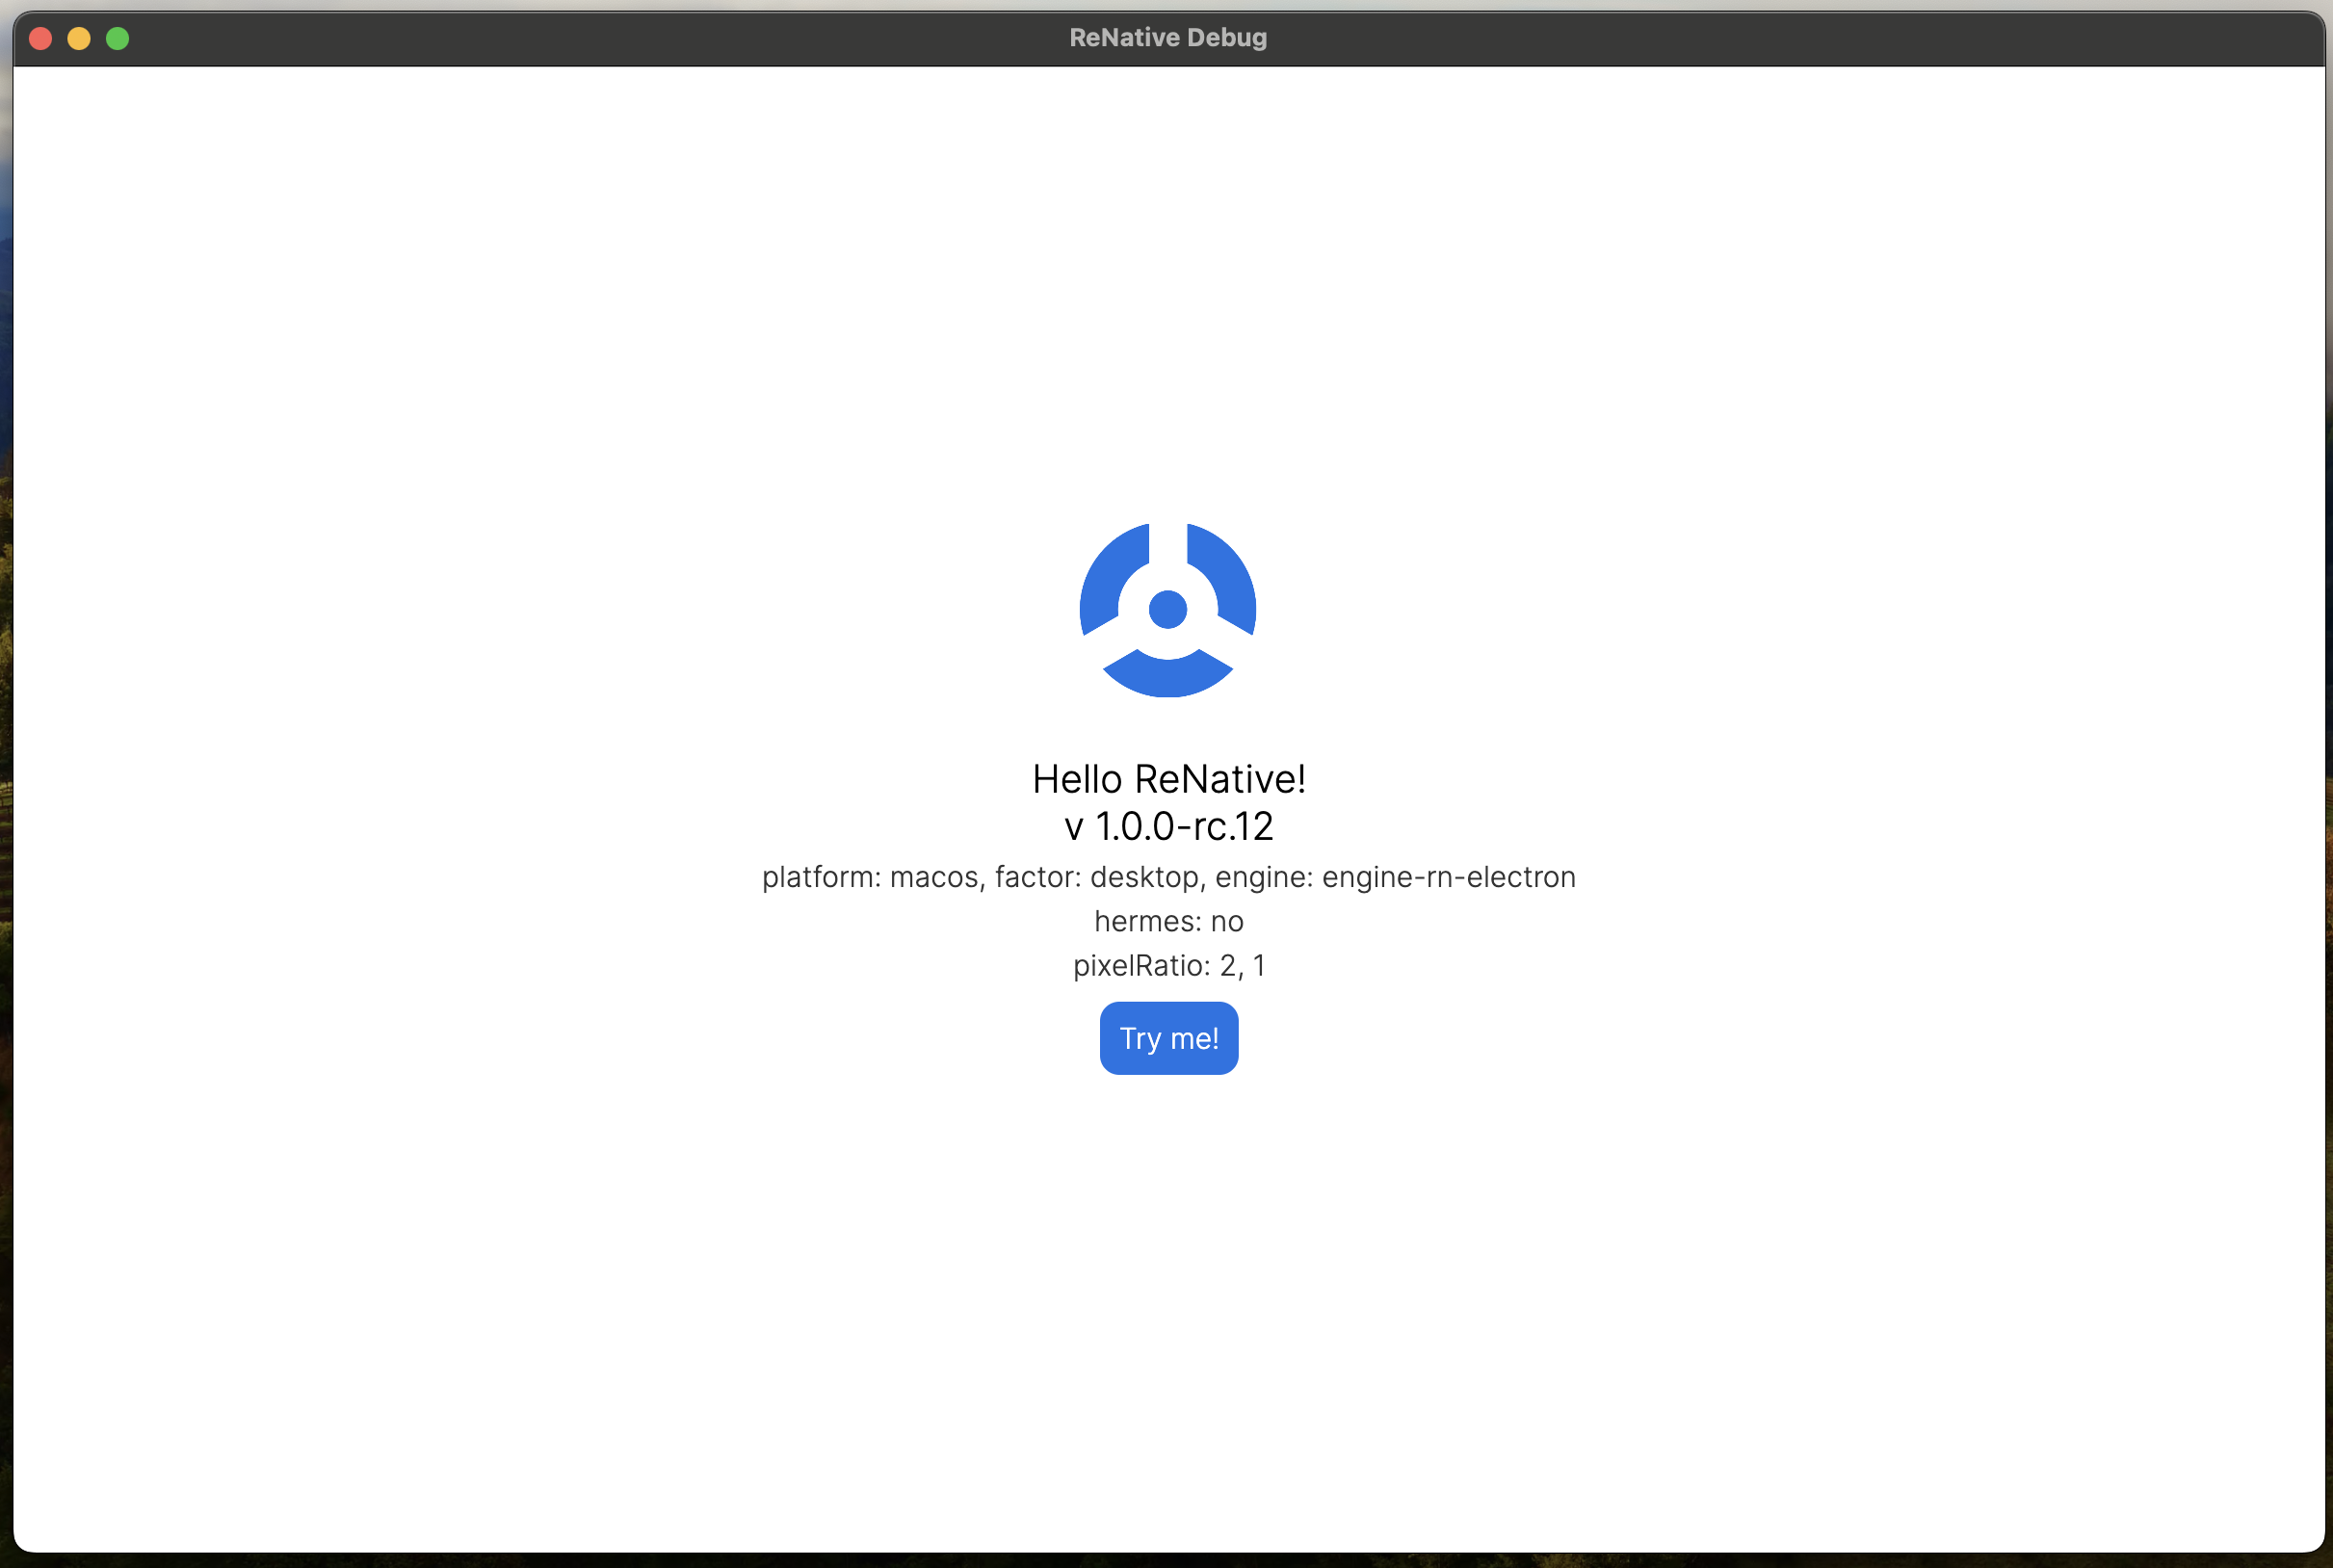 ReNative Debug
Hello ReNative!
v 1.0.0-rc.12
platform: macos, factor: desktop, engine: engine-rn-electron
hermes: no
pixelRatio: 2, 1
Try me!